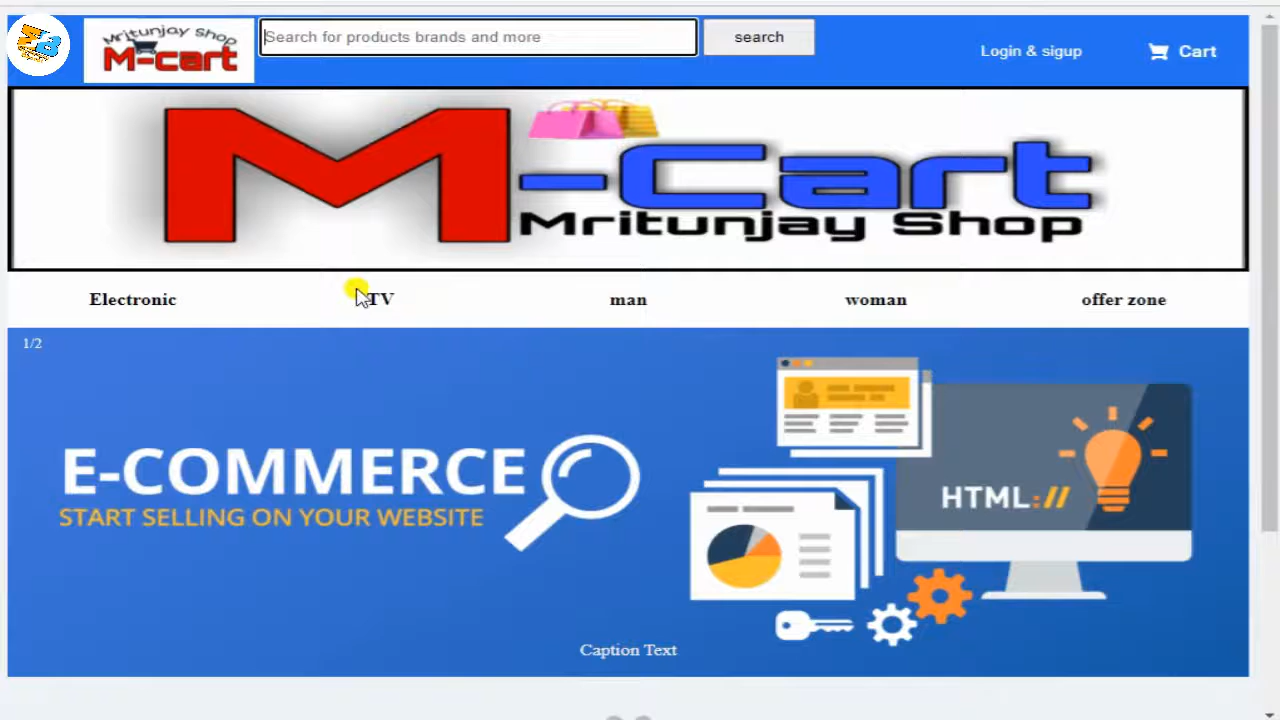 Mritunjay Shop
M-cart
Search for products brands and more
search
Login & sigup
Cart
M-Cart
Mritunjay Shop
Electronic
TV
man
woman
offer zone
1/2
E-COMMERCE
START SELLING ON YOUR WEBSITE
HTML://
Caption Text